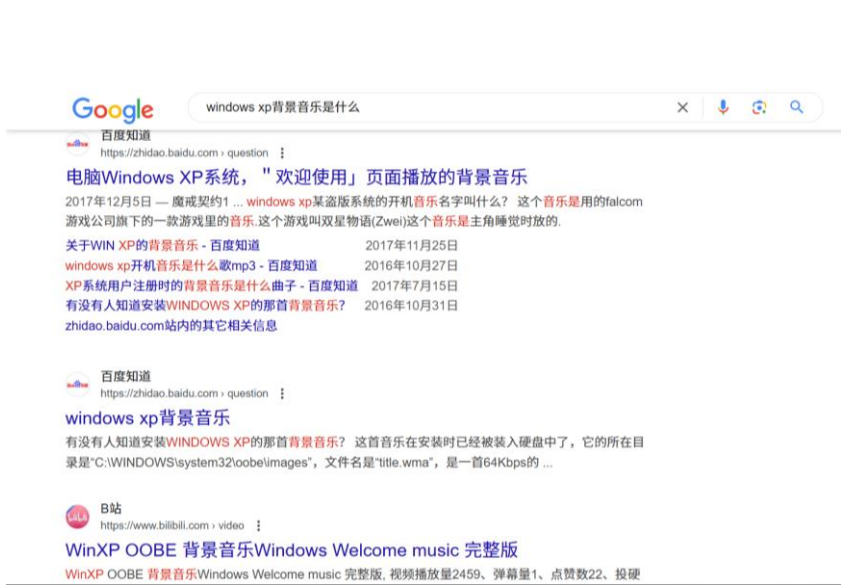 Google windows xp背景音乐是什么
百度知道
https://zhidao.baidu.com › question
电脑Windows XP系统，＂欢迎使用」页面播放的背景音乐
2017年12月5日 — 魔戒契约1 ... windows xp某盗版系统的开机音乐名字叫什么？ 这个音乐是用的falcom
游戏公司旗下的一款游戏里的音乐.这个游戏叫双星物语(Zwei)这个音乐是主角睡觉时放的.
关于WIN XP的背景音乐 - 百度知道 2017年11月25日
windows xp开机音乐是什么歌mp3 - 百度知道 2016年10月27日
XP系统用户注册时的背景音乐是什么曲子 - 百度知道 2017年7月15日
有没有人知道安装WINDOWS XP的那首背景音乐？ 2016年10月31日
zhidao.baidu.com站内的其它相关信息
百度知道
https://zhidao.baidu.com › question
windows xp背景音乐
有没有人知道安装WINDOWS XP的那首背景音乐？ 这首音乐在安装时已经被装入硬盘中了，它的所在目
录是“C:\WINDOWS\system32\oobe\images”，文件名是“title.wma”，是一首64Kbps的 ...
B站
https://www.bilibili.com › video
WinXP OOBE 背景音乐Windows Welcome music 完整版
WinXP OOBE 背景音乐Windows Welcome music 完整版, 视频播放量2459、弹幕量1、点赞数22、投硬